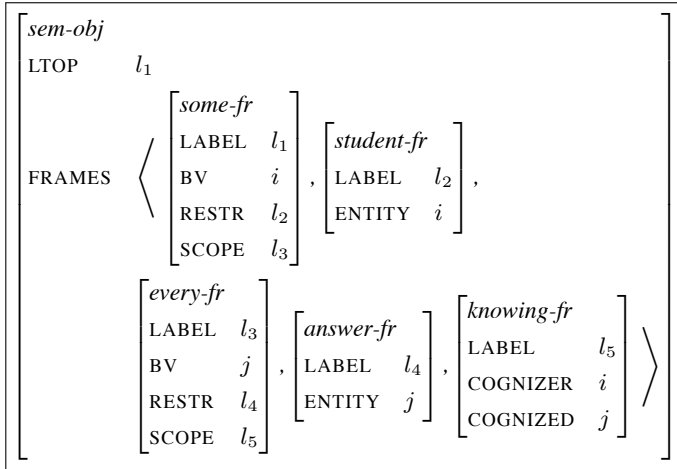 sem-obj
LTOP l₁
FRAMES ⟨ [some-fr LABEL l₁ BV i RESTR l₂ SCOPE l₃] , [student-fr LABEL l₂ ENTITY i] ,
[every-fr LABEL l₃ BV j RESTR l₄ SCOPE l₅] , [answer-fr LABEL l₄ ENTITY j] , [knowing-fr LABEL l₅ COGNIZER i COGNIZED j] ⟩